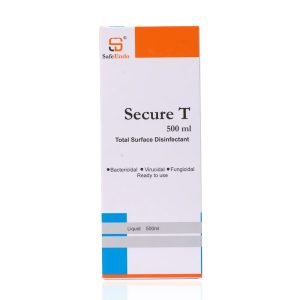 S
SafeEndo
Secure T
500 ml
Total Surface Disinfectant
●Bactericidal ●Virucidal ●Fungicidal
Ready to use
Liquid 500ml